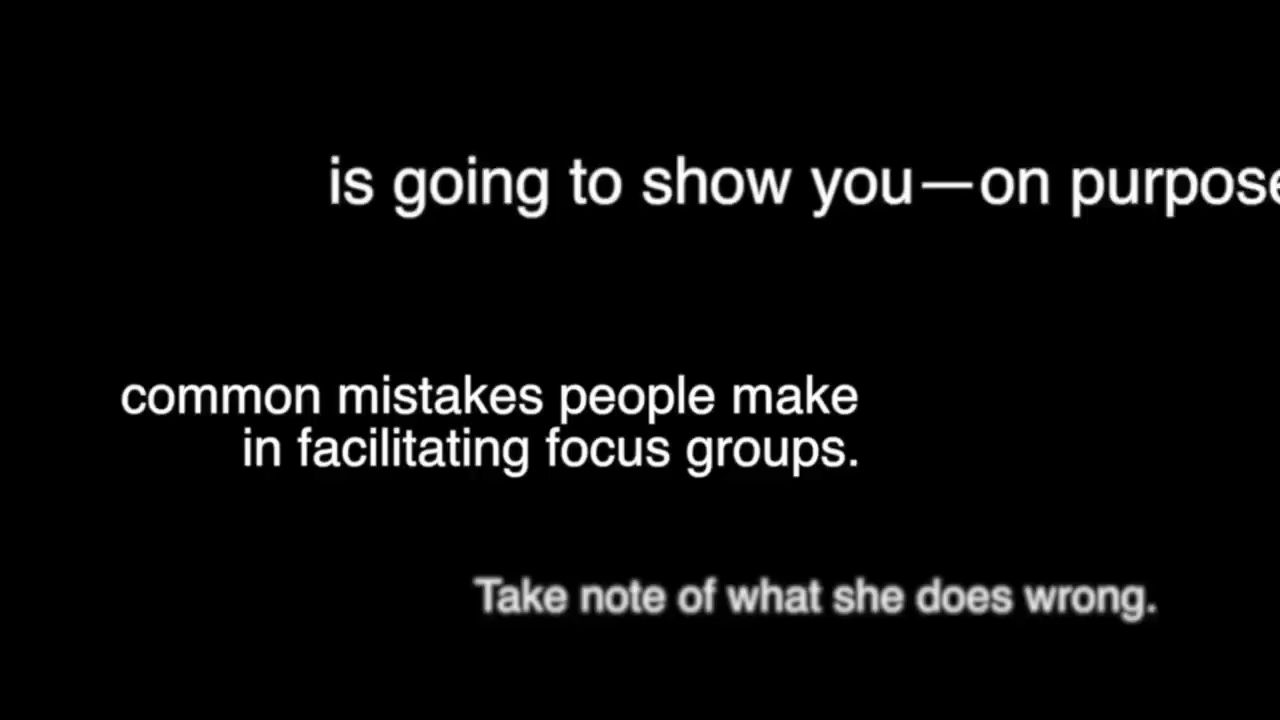 is going to show you—on purpose
common mistakes people make
in facilitating focus groups.
Take note of what she does wrong.